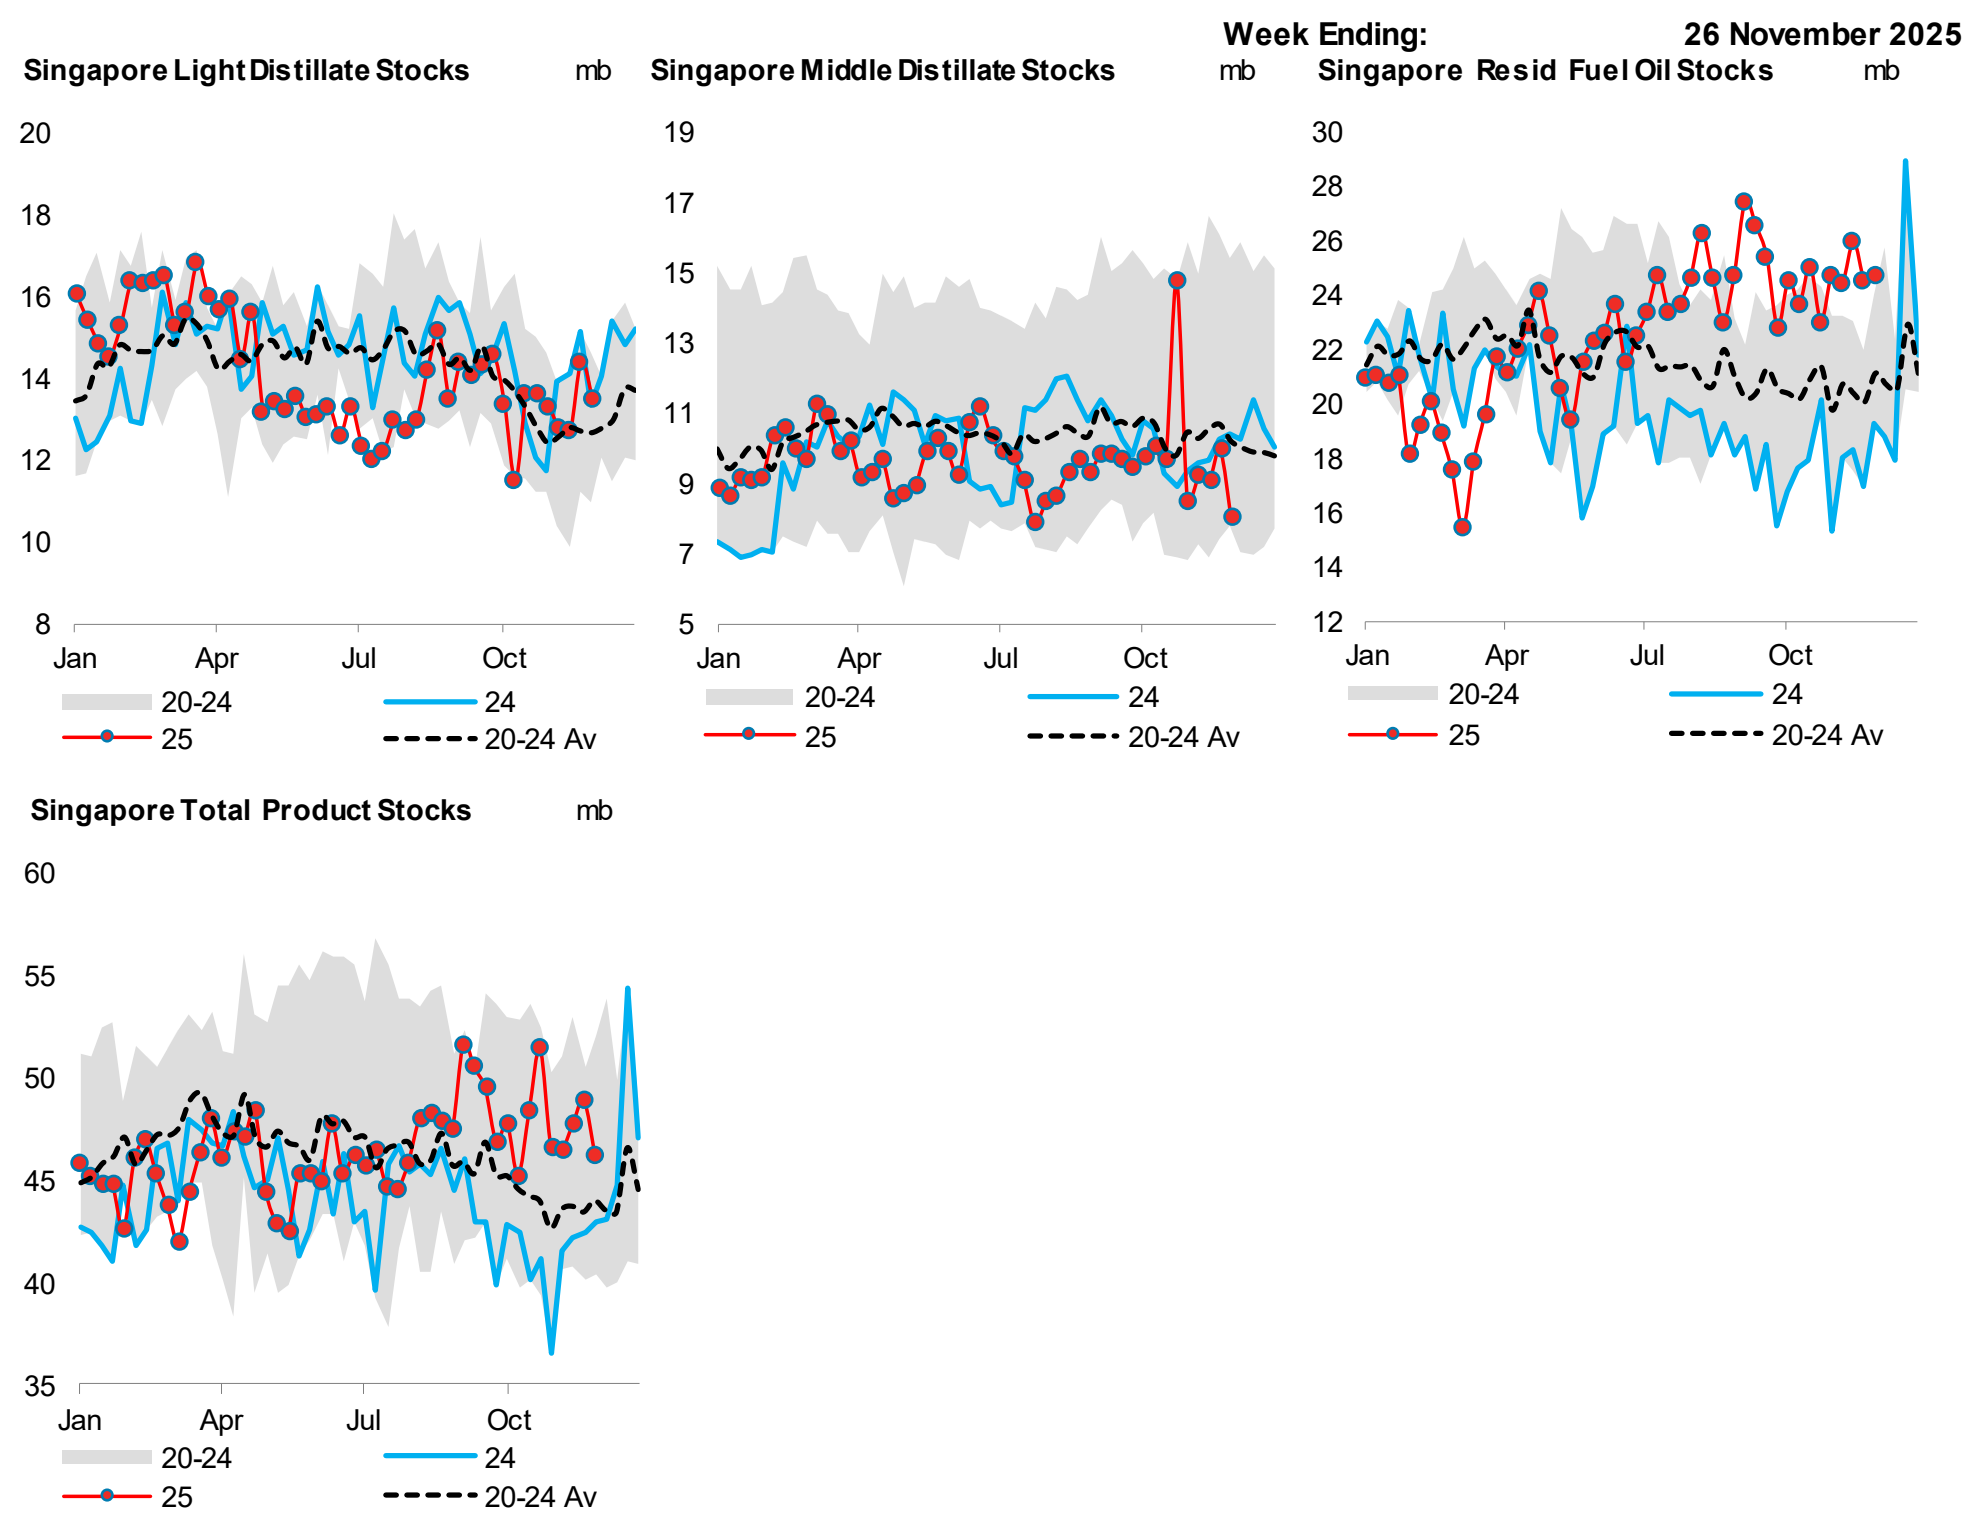 Week Ending: 26 November 2025
Singapore Light Distillate Stocks mb
20
18
16
14
12
10
8
Jan Apr Jul Oct
20-24 24
25 20-24 Av
Singapore Middle Distillate Stocks mb
19
17
15
13
11
9
7
5
Jan Apr Jul Oct
20-24 24
25 20-24 Av
Singapore Resid Fuel Oil Stocks mb
30
28
26
24
22
20
18
16
14
12
Jan Apr Jul Oct
20-24 24
25 20-24 Av
Singapore Total Product Stocks mb
60
55
50
45
40
35
Jan Apr Jul Oct
20-24 24
25 20-24 Av